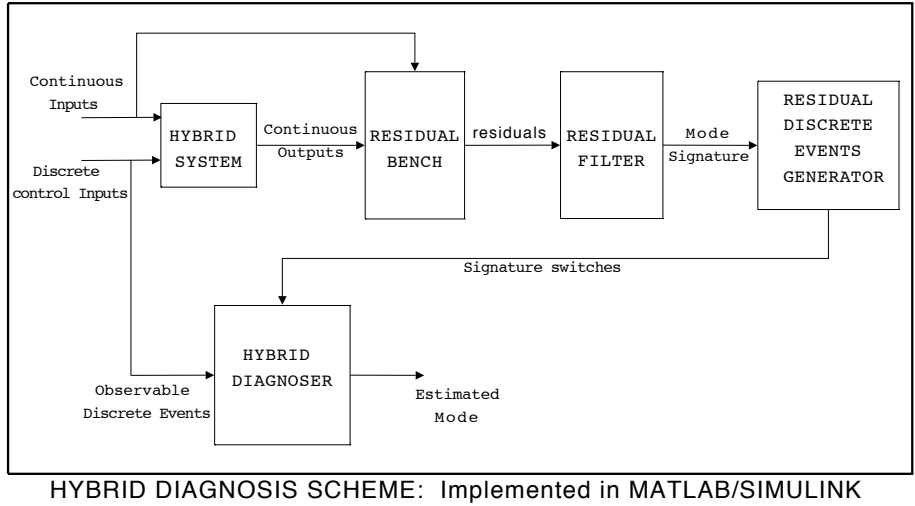 Continuous
Inputs
Discrete
control Inputs
HYBRID
SYSTEM
Continuous
Outputs
RESIDUAL
BENCH
residuals
RESIDUAL
FILTER
Mode
Signature
RESIDUAL
DISCRETE
EVENTS
GENERATOR
Signature switches
HYBRID
DIAGNOSER
Observable
Discrete Events
Estimated
Mode
HYBRID DIAGNOSIS SCHEME: Implemented in MATLAB/SIMULINK